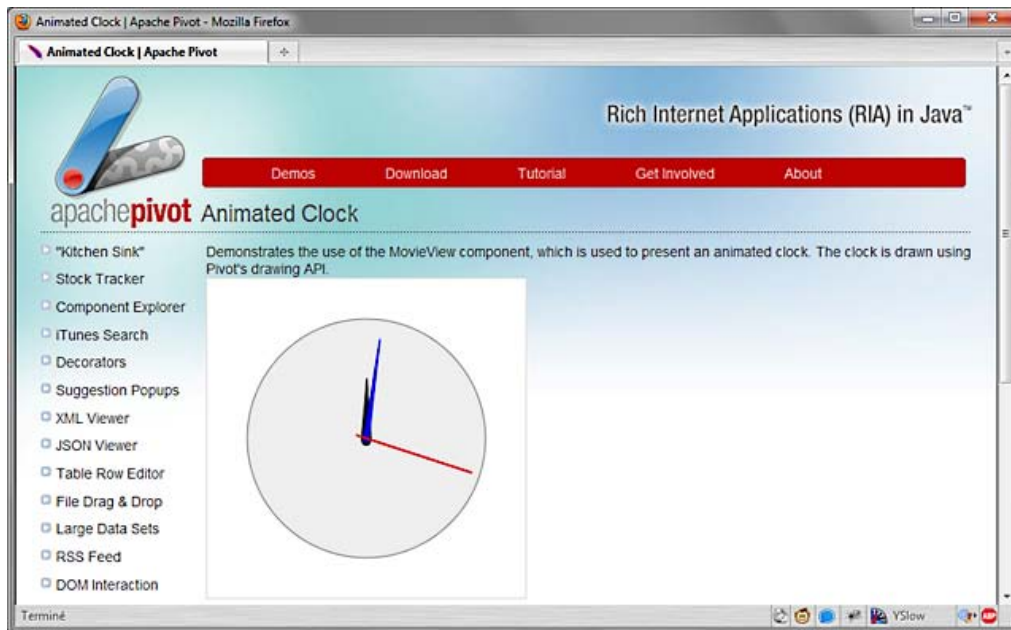 Animated Clock | Apache Pivot - Mozilla Firefox
Animated Clock | Apache Pivot
Rich Internet Applications (RIA) in Java™
Demos Download Tutorial Get Involved About
apachepivot Animated Clock
"Kitchen Sink"
Stock Tracker
Component Explorer
iTunes Search
Decorators
Suggestion Popups
XML Viewer
JSON Viewer
Table Row Editor
File Drag & Drop
Large Data Sets
RSS Feed
DOM Interaction
Demonstrates the use of the MovieView component, which is used to present an animated clock. The clock is drawn using
Pivot's drawing API.
Terminé YSlow ABP